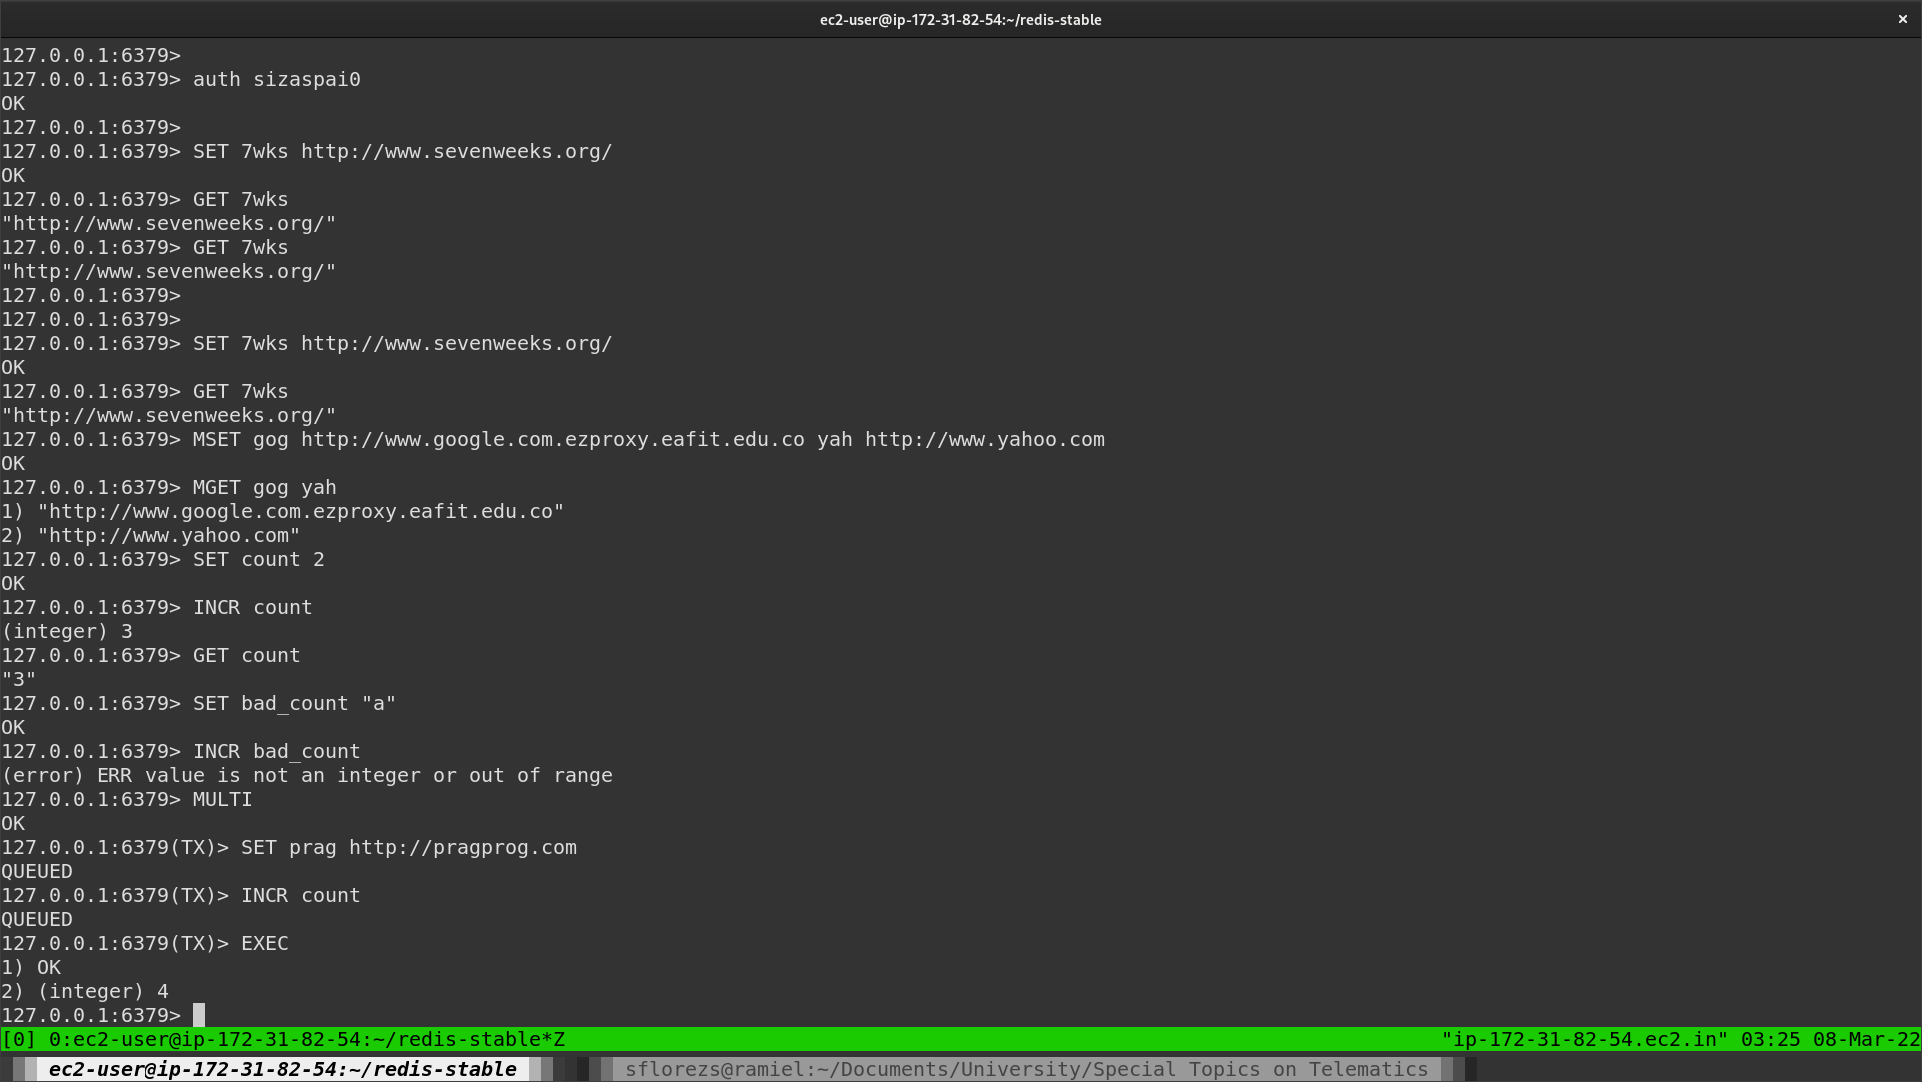 ec2-user@ip-172-31-82-54:~/redis-stable ×
127.0.0.1:6379>
127.0.0.1:6379> auth sizaspai0
OK
127.0.0.1:6379>
127.0.0.1:6379> SET 7wks http://www.sevenweeks.org/
OK
127.0.0.1:6379> GET 7wks
"http://www.sevenweeks.org/"
127.0.0.1:6379> GET 7wks
"http://www.sevenweeks.org/"
127.0.0.1:6379>
127.0.0.1:6379>
127.0.0.1:6379> SET 7wks http://www.sevenweeks.org/
OK
127.0.0.1:6379> GET 7wks
"http://www.sevenweeks.org/"
127.0.0.1:6379> MSET gog http://www.google.com.ezproxy.eafit.edu.co yah http://www.yahoo.com
OK
127.0.0.1:6379> MGET gog yah
1) "http://www.google.com.ezproxy.eafit.edu.co"
2) "http://www.yahoo.com"
127.0.0.1:6379> SET count 2
OK
127.0.0.1:6379> INCR count
(integer) 3
127.0.0.1:6379> GET count
"3"
127.0.0.1:6379> SET bad_count "a"
OK
127.0.0.1:6379> INCR bad_count
(error) ERR value is not an integer or out of range
127.0.0.1:6379> MULTI
OK
127.0.0.1:6379(TX)> SET prag http://pragprog.com
QUEUED
127.0.0.1:6379(TX)> INCR count
QUEUED
127.0.0.1:6379(TX)> EXEC
1) OK
2) (integer) 4
127.0.0.1:6379>
[0] 0:ec2-user@ip-172-31-82-54:~/redis-stable*Z "ip-172-31-82-54.ec2.in" 03:25 08-Mar-22
ec2-user@ip-172-31-82-54:~/redis-stable sflorezs@ramiel:~/Documents/University/Special Topics on Telematics